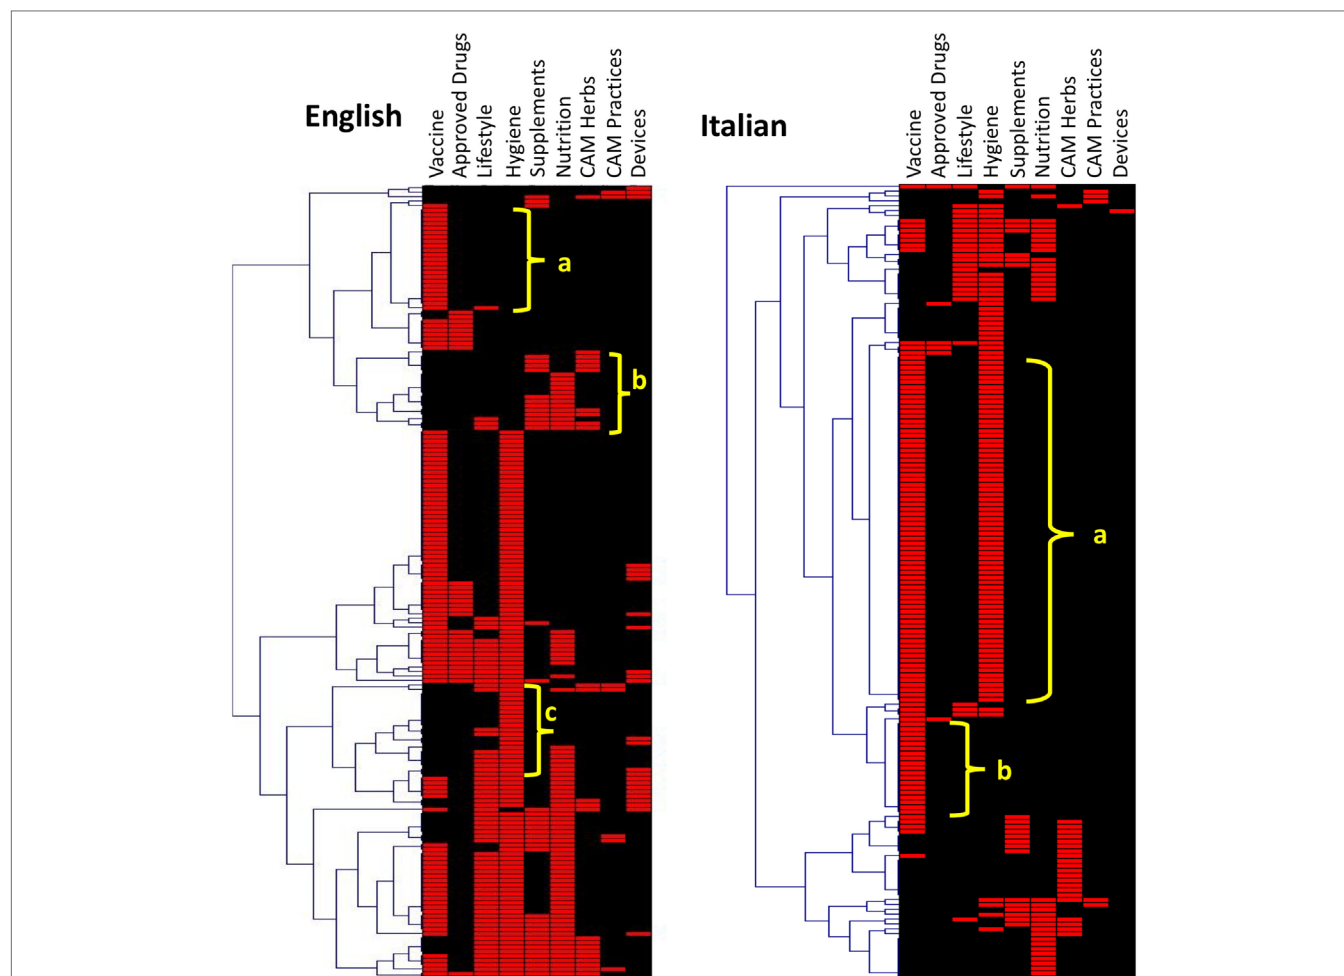 English
Vaccine
Approved Drugs
Lifestyle
Hygiene
Supplements
Nutrition
CAM Herbs
CAM Practices
Devices
a
b
c
Italian
Vaccine
Approved Drugs
Lifestyle
Hygiene
Supplements
Nutrition
CAM Herbs
CAM Practices
Devices
a
b